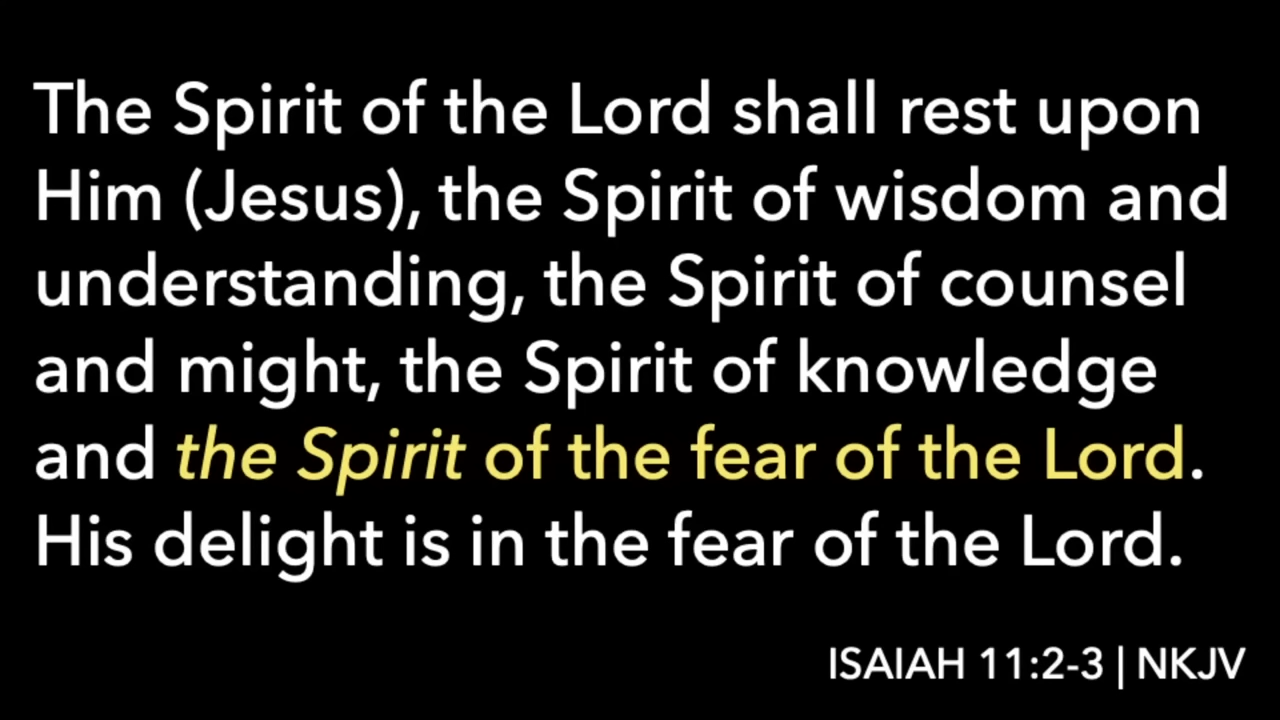 The Spirit of the Lord shall rest upon
Him (Jesus), the Spirit of wisdom and
understanding, the Spirit of counsel
and might, the Spirit of knowledge
and the Spirit of the fear of the Lord.
His delight is in the fear of the Lord.
ISAIAH 11:2-3 | NKJV